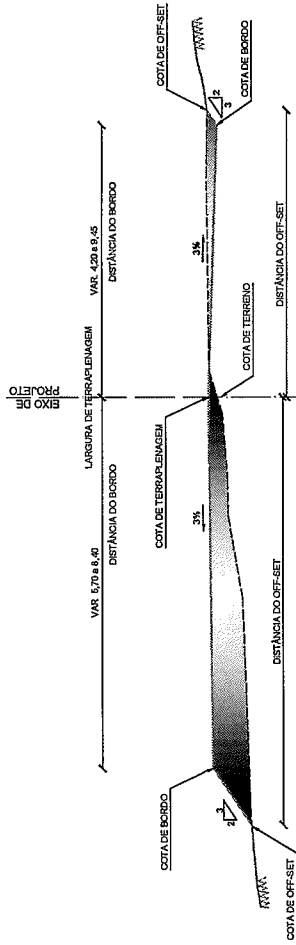 EIXO DE
PROJETO
LARGURA DE TERRAPLENAGEM
VAR. 5,70 a 8,40
VAR. 4,20 a 9,45
DISTÂNCIA DO BORDO
DISTÂNCIA DO BORDO
COTA DE OFF-SET
COTA DE BORDO
COTA DE TERRAPLENAGEM
3%
3%
2
3
COTA DE BORDO
COTA DE TERRENO
3
2
COTA DE OFF-SET
DISTÂNCIA DO OFF-SET
DISTÂNCIA DO OFF-SET